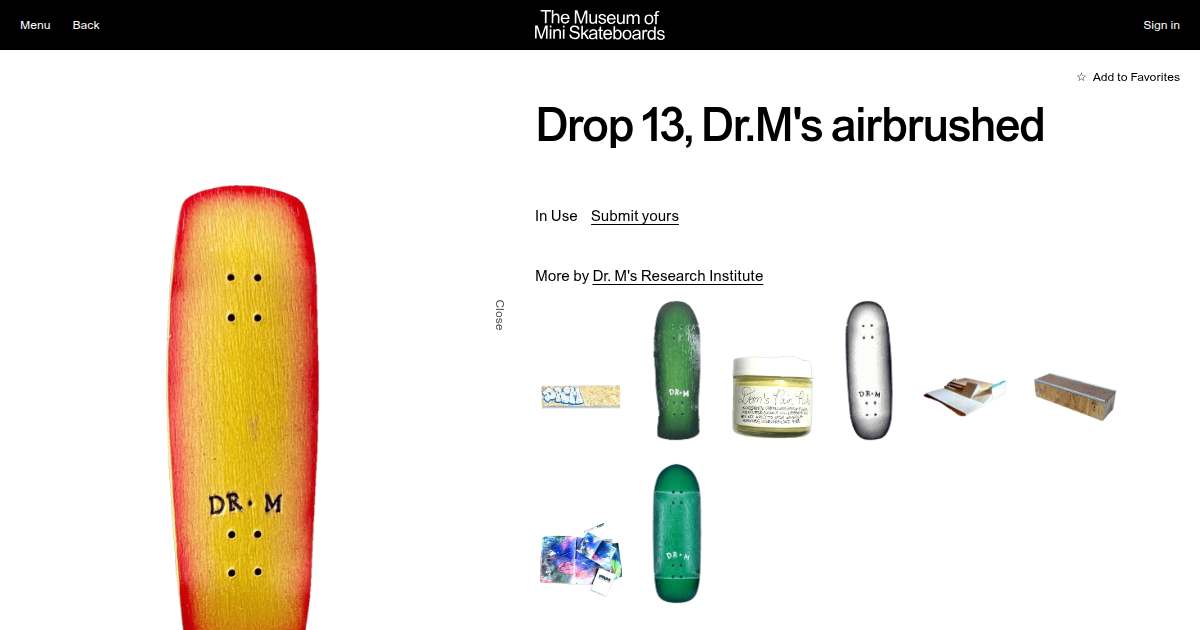 Menu Back
The Museum of
Mini Skateboards
Sign in
☆ Add to Favorites
Drop 13, Dr.M's airbrushed
In Use Submit yours
More by Dr. M's Research Institute
Close
DR·M
DR·M
DR·M
DR·M